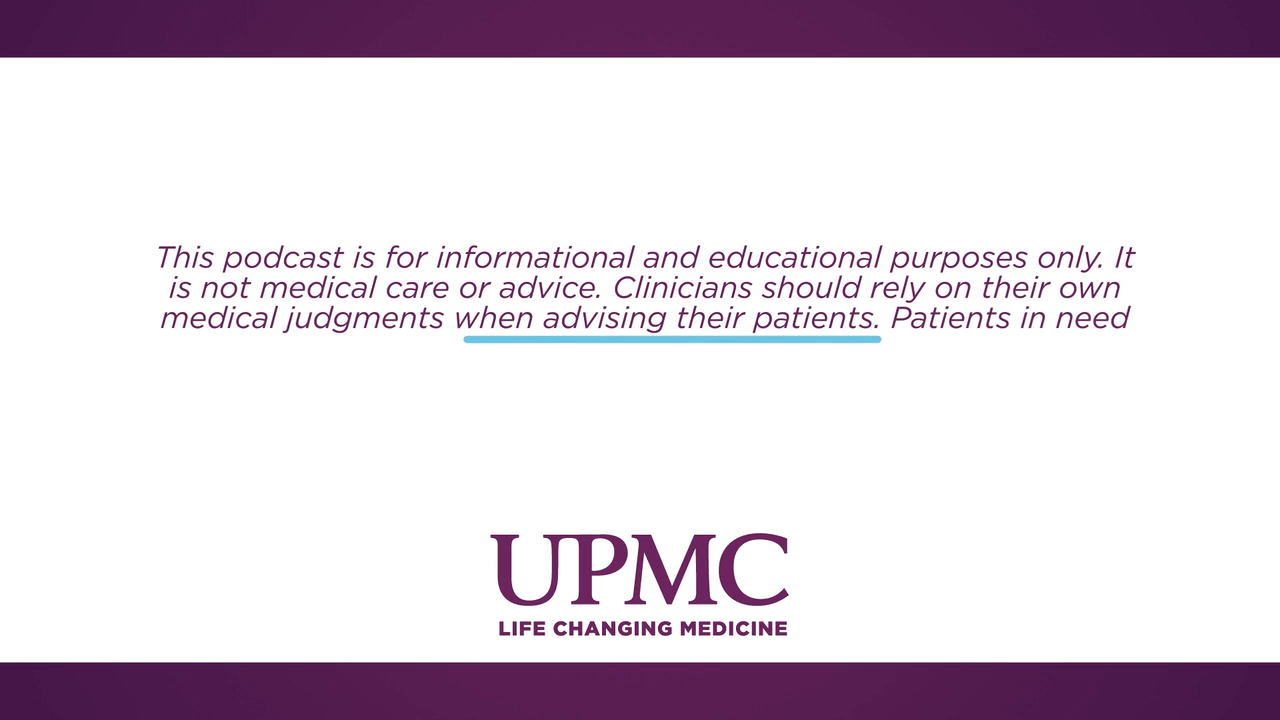 This podcast is for informational and educational purposes only. It
is not medical care or advice. Clinicians should rely on their own
medical judgments when advising their patients. Patients in need
UPMC
LIFE CHANGING MEDICINE